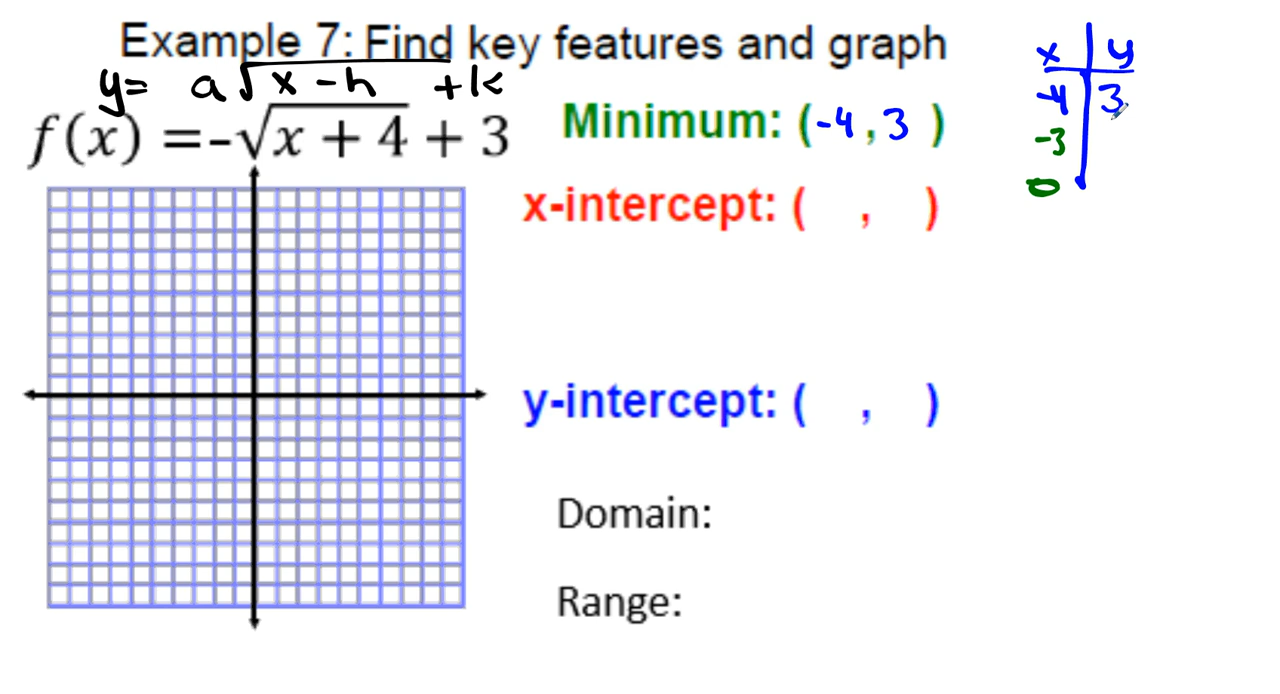 Example 7: Find key features and graph
y= a√x-h +k
f(x) =-√x + 4 + 3
Minimum: (-4, 3 )
x-intercept: ( , )
y-intercept: ( , )
Domain:
Range:
x y
-4 3
-3
0